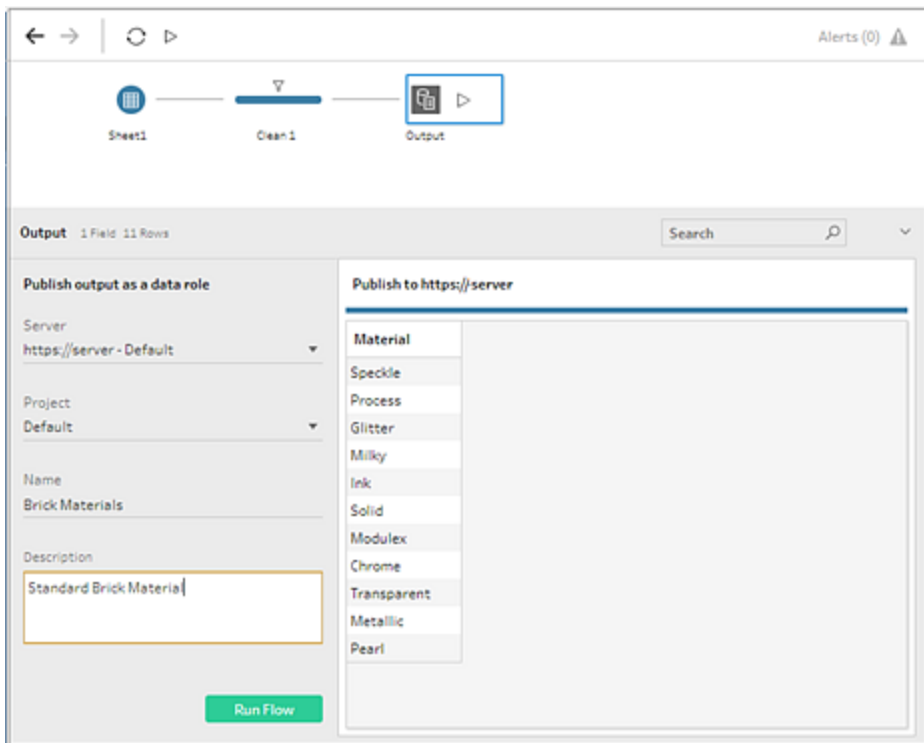 Alerts (0)
Sheet1
Clean 1
Output
Output 1 Field 11 Rows
Search
Publish output as a data role
Server
https://server - Default
Project
Default
Name
Brick Materials
Description
Standard Brick Material
Run Flow
Publish to https://server
Material
Speckle
Process
Glitter
Milky
Ink
Solid
Modulex
Chrome
Transparent
Metallic
Pearl